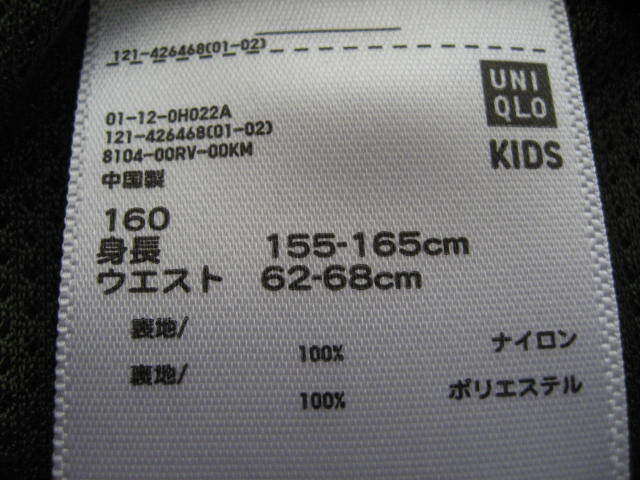 121-426468(01-02)
UNI
QLO
KIDS
01-12-0H022A
121-426468(01-02)
8104-00RV-00KM
中国製
160
身長 155-165cm
ウエスト 62-68cm
表地/
100% ナイロン
裏地/
100% ポリエステル